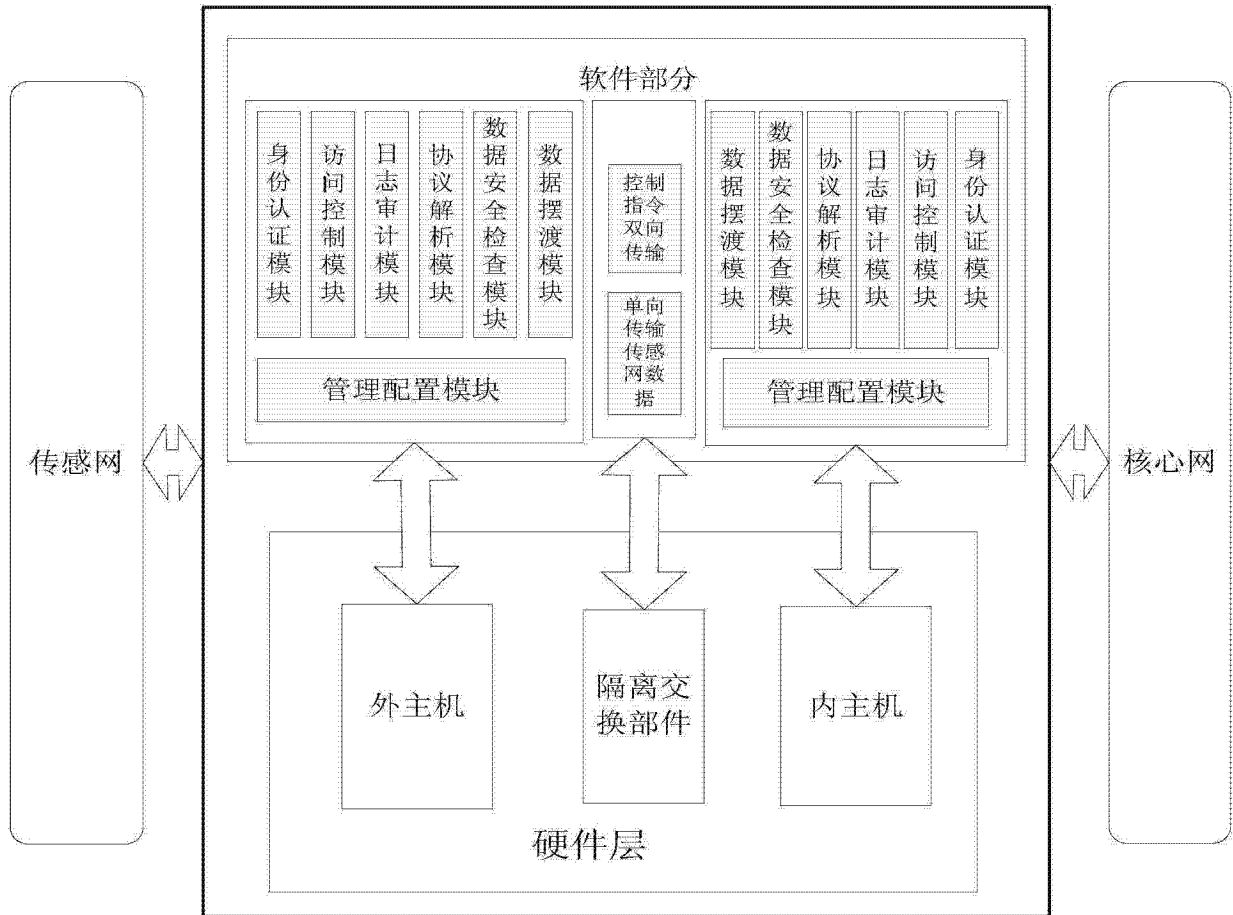 软件部分
身份认证模块
访问控制模块
日志审计模块
协议解析模块
数据安全检查模块
数据摆渡模块
管理配置模块
控制
指令
双向
传输
单向
传输
传感
网数
据
数据摆渡模块
数据安全检查模块
协议解析模块
日志审计模块
访问控制模块
身份认证模块
管理配置模块
传感网
核心网
外主机
隔离交
换部件
内主机
硬件层